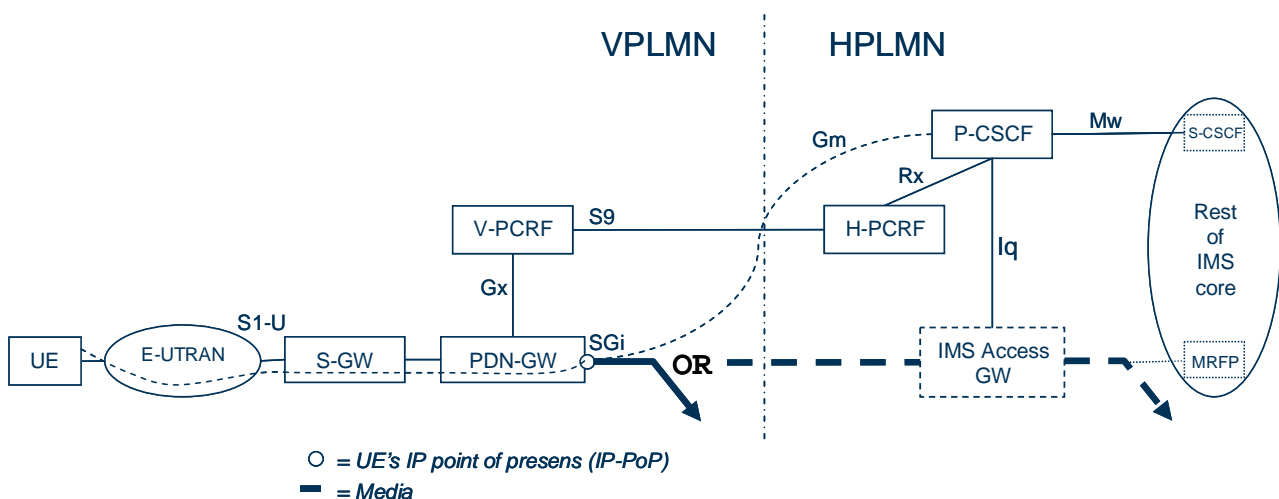 VPLMN
HPLMN
P-CSCF
Mw
S-CSCF
Gm
Rx
V-PCRF
S9
H-PCRF
Iq
Rest
of
IMS
core
Gx
S1-U
SGi
UE
E-UTRAN
S-GW
PDN-GW
OR
IMS Access
GW
MRFP
= UE's IP point of presens (IP-PoP)
= Media